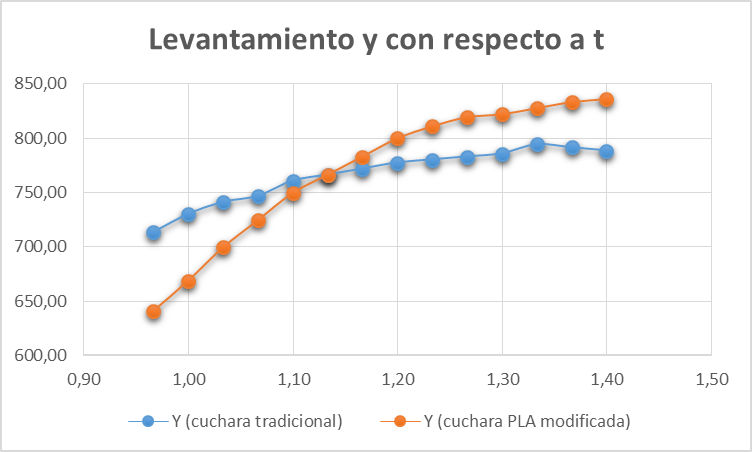 Levantamiento y con respecto a t
850,00
800,00
750,00
700,00
650,00
600,00
0,90 1,00 1,10 1,20 1,30 1,40 1,50
Y (cuchara tradicional) Y (cuchara PLA modificada)